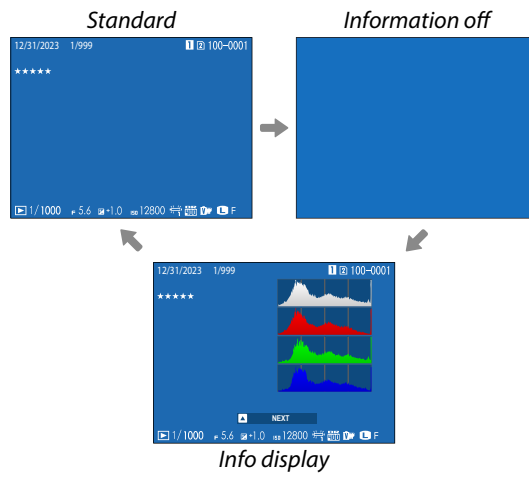 Standard
Information off
12/31/2023 1/999 1 2 100-0001
★★★★★
1/1000 F 5.6 +1.0 ISO 12800 L F
12/31/2023 1/999 1 2 100-0001
★★★★★
NEXT
1/1000 F 5.6 +1.0 ISO 12800 L F
Info display